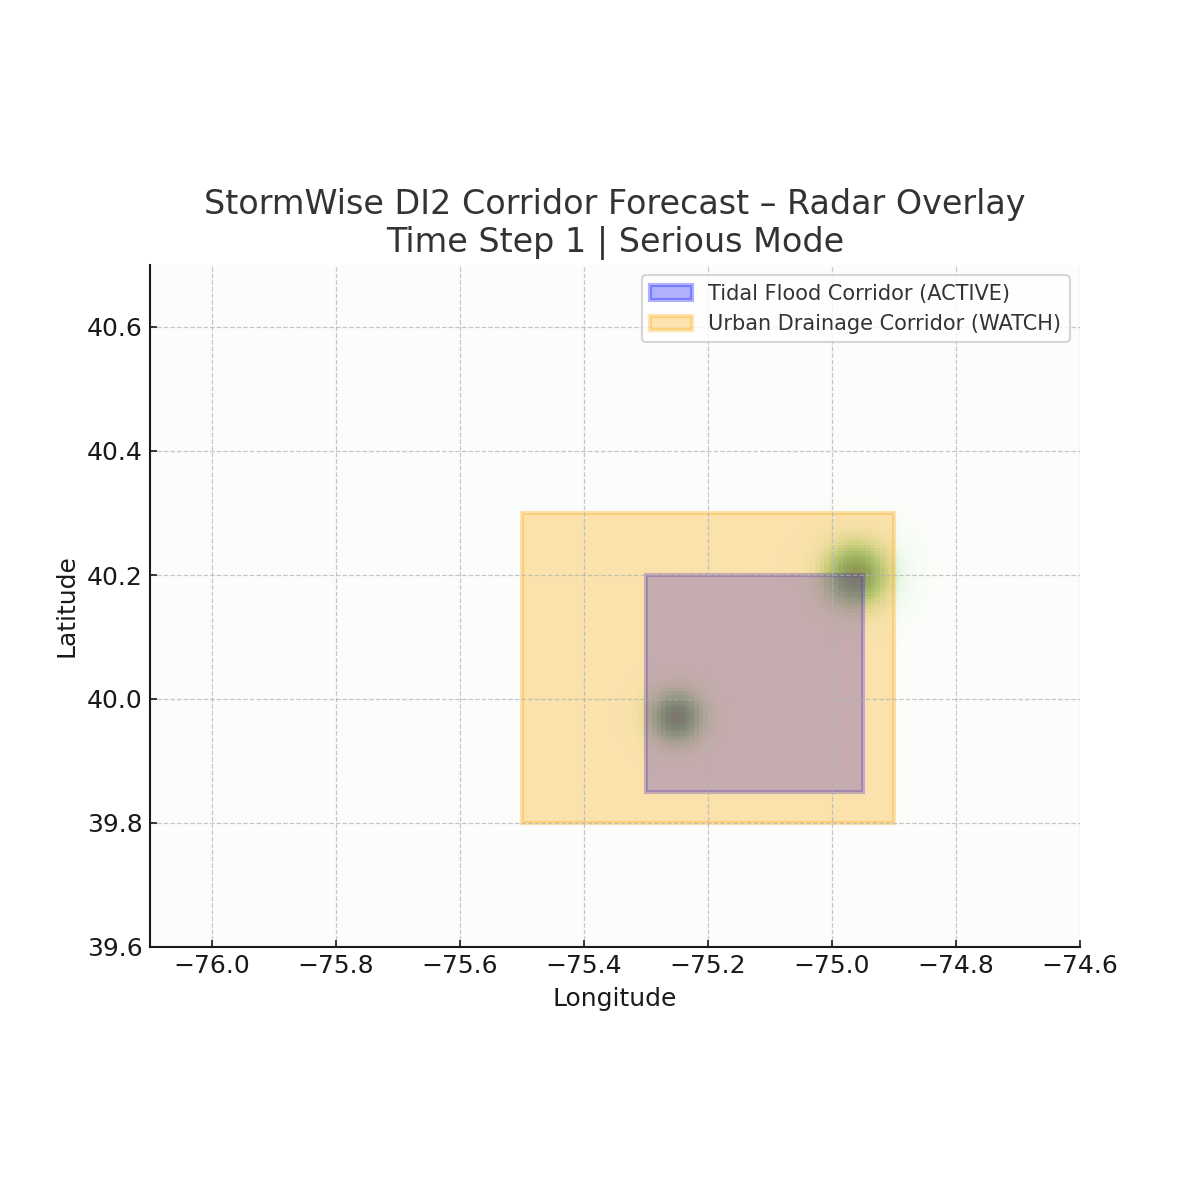 StormWise DI2 Corridor Forecast – Radar Overlay
Time Step 1 | Serious Mode
Tidal Flood Corridor (ACTIVE)
Urban Drainage Corridor (WATCH)
Latitude
40.6
40.4
40.2
40.0
39.8
39.6
−76.0 −75.8 −75.6 −75.4 −75.2 −75.0 −74.8 −74.6
Longitude